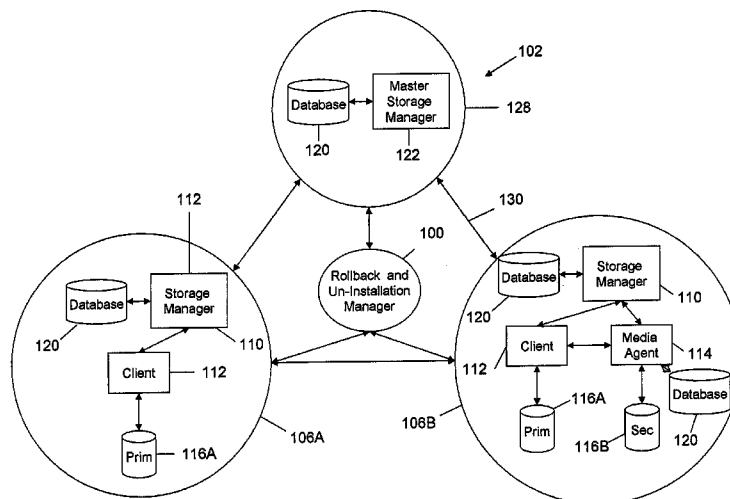 102
Database
Master
Storage
Manager
128
120
122
112
130
100
Rollback and
Un-Installation
Manager
Database
Storage
Manager
120
110
Client
112
Prim
116A
106A
Database
Storage
Manager
120
110
Client
Media
Agent
112
114
116A
Database
120
Prim
Sec
116B
106B